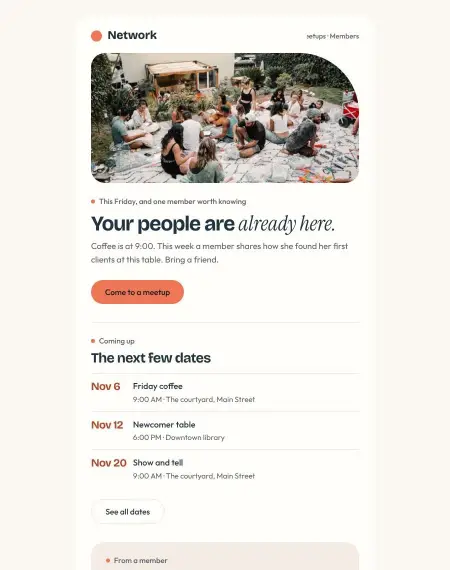 Network
eetups · Members
This Friday, and one member worth knowing
Your people are already here.
Coffee is at 9:00. This week a member shares how she found her first
clients at this table. Bring a friend.
Come to a meetup
Coming up
The next few dates
Nov 6 Friday coffee
9:00 AM · The courtyard, Main Street
Nov 12 Newcomer table
6:00 PM · Downtown library
Nov 20 Show and tell
9:00 AM · The courtyard, Main Street
See all dates
From a member